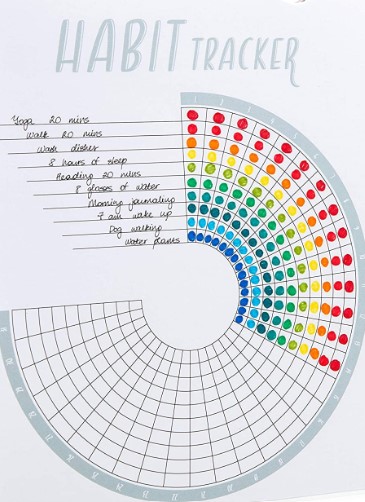 HABIT TRACKER
Yoga 20 mins
Walk 20 mins
Wash dishes
8 hours of sleep
Reading 20 mins
8 glasses of water
Morning journaling
7 am wake up
Dog walking
Water plants